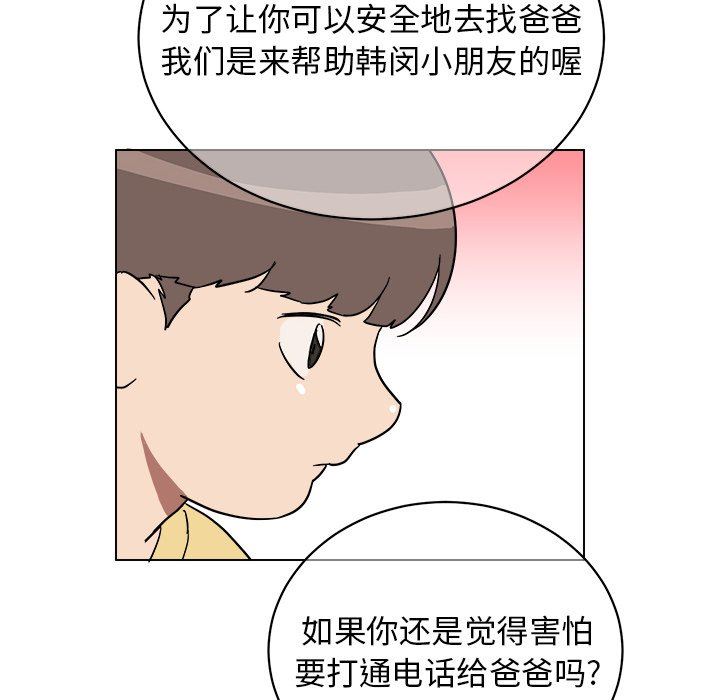 为了让你可以安全地去找爸爸
我们是来帮助韩闵小朋友的喔
如果你还是觉得害怕
要打通电话给爸爸吗?